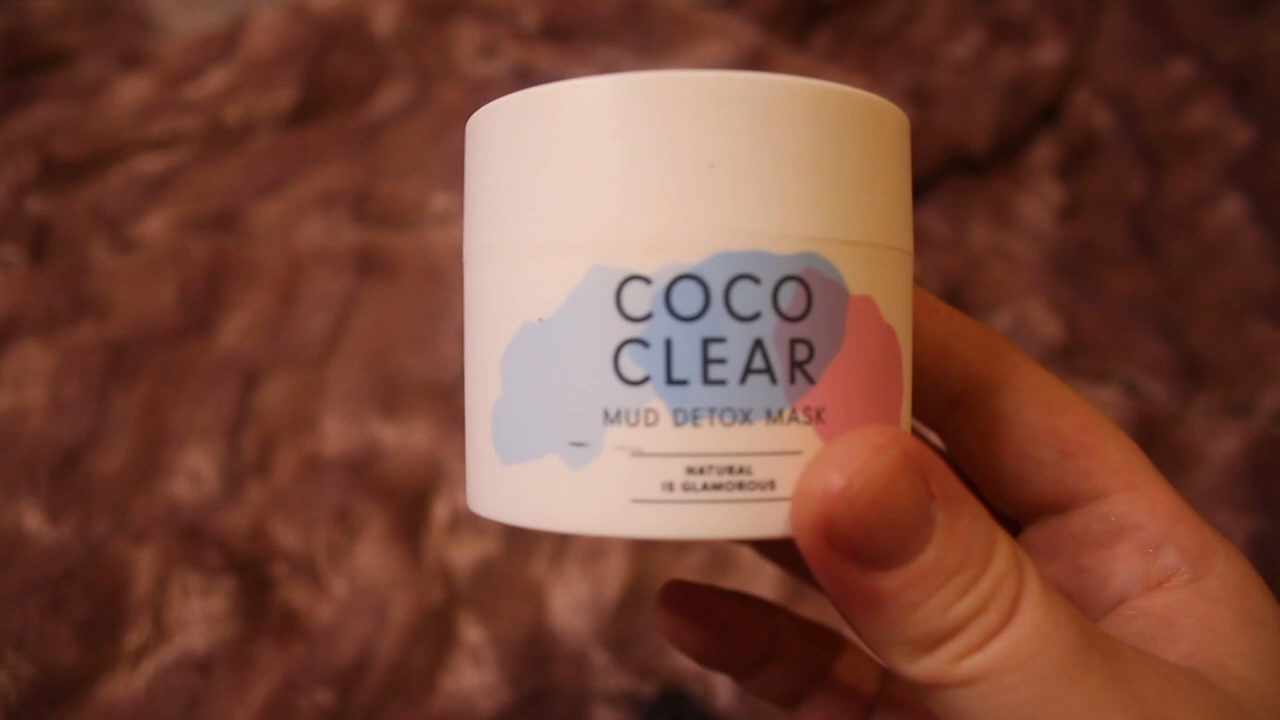 COCO
CLEAR
MUD DETOX MASK
NATURAL
IS GLAMOROUS